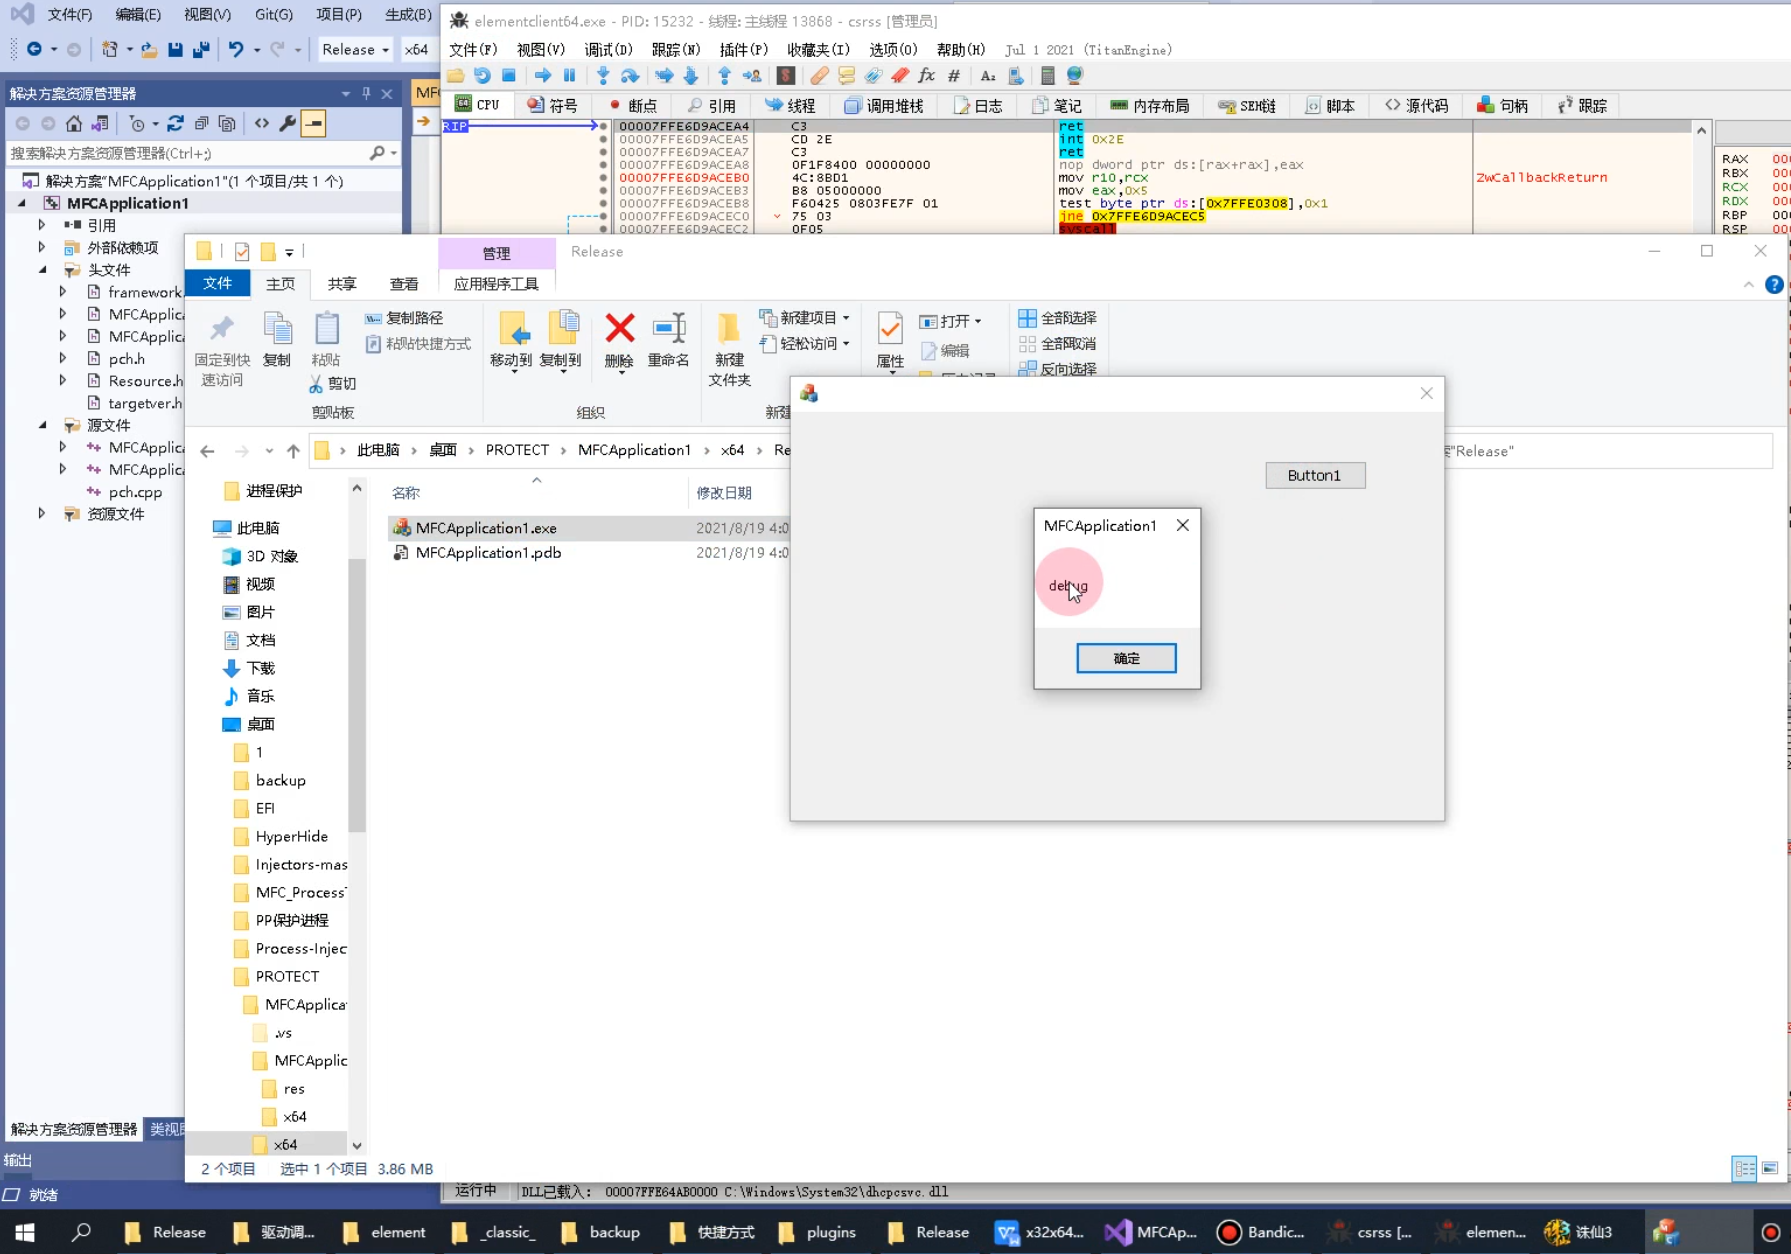 文件(F) 编辑(E) 视图(V) Git(G) 项目(P) 生成(B)
Release x64
解决方案资源管理器
搜索解决方案资源管理器(Ctrl+;)
解决方案"MFCApplication1"(1 个项目/共 1 个)
MFCApplication1
引用
外部依赖项
头文件
framework.
MFCApplic
MFCApplic
pch.h
Resource.h
targetver.h
源文件
MFCApplic
MFCApplic
pch.cpp
资源文件
解决方案资源管理器 类视图
输出
就绪
elementclient64.exe - PID: 15232 - 线程: 主线程 13868 - csrss [管理员]
文件(F) 视图(V) 调试(D) 跟踪(N) 插件(P) 收藏夹(I) 选项(O) 帮助(H) Jul 1 2021 (TitanEngine)
CPU 符号 断点 引用 线程 调用堆栈 日志 笔记 内存布局 SEH链 脚本 源代码 句柄 跟踪
RIP
00007FFE6D9ACEA4 C3 ret
00007FFE6D9ACEA5 CD 2E int 0x2E
00007FFE6D9ACEA7 C3 ret
00007FFE6D9ACEA8 0F1F8400 00000000 nop dword ptr ds:[rax+rax],eax
00007FFE6D9ACEB0 4C:8BD1 mov r10,rcx ZwCallbackReturn
00007FFE6D9ACEB3 B8 05000000 mov eax,0x5
00007FFE6D9ACEB8 F60425 0803FE7F 01 test byte ptr ds:[0x7FFE0308],0x1
00007FFE6D9ACEC0 75 03 jne 0x7FFE6D9ACEC5
00007FFE6D9ACEC2 0F05 syscall
RAX
RBX
RCX
RDX
RBP
RSP
管理 Release
文件 主页 共享 查看 应用程序工具
固定到快速访问
复制
粘贴
复制路径
粘贴快捷方式
剪切
剪贴板
移动到 复制到 删除 重命名
组织
新建文件夹
新建项目
轻松访问
新建
属性
打开
编辑
全部选择
全部取消
反向选择
此电脑 桌面 PROTECT MFCApplication1 x64 Re
"Release"
名称 修改日期
MFCApplication1.exe 2021/8/19 4:0
MFCApplication1.pdb 2021/8/19 4:0
进程保护
此电脑
3D 对象
视频
图片
文档
下载
音乐
桌面
1
backup
EFI
HyperHide
Injectors-mas
MFC_Process
PP保护进程
Process-Injec
PROTECT
MFCApplica
.vs
MFCApplic
res
x64
x64
2 个项目 选中 1 个项目 3.86 MB
Button1
MFCApplication1
debug
确定
运行中 DLL已载入: 00007FFE64AB0000 C:\Windows\System32\dhcpcsvc.dll
Release 驱动调... element _classic_ backup 快捷方式 plugins Release x32x64... MFCAp... Bandic... csrss [... elemen... 诛仙3